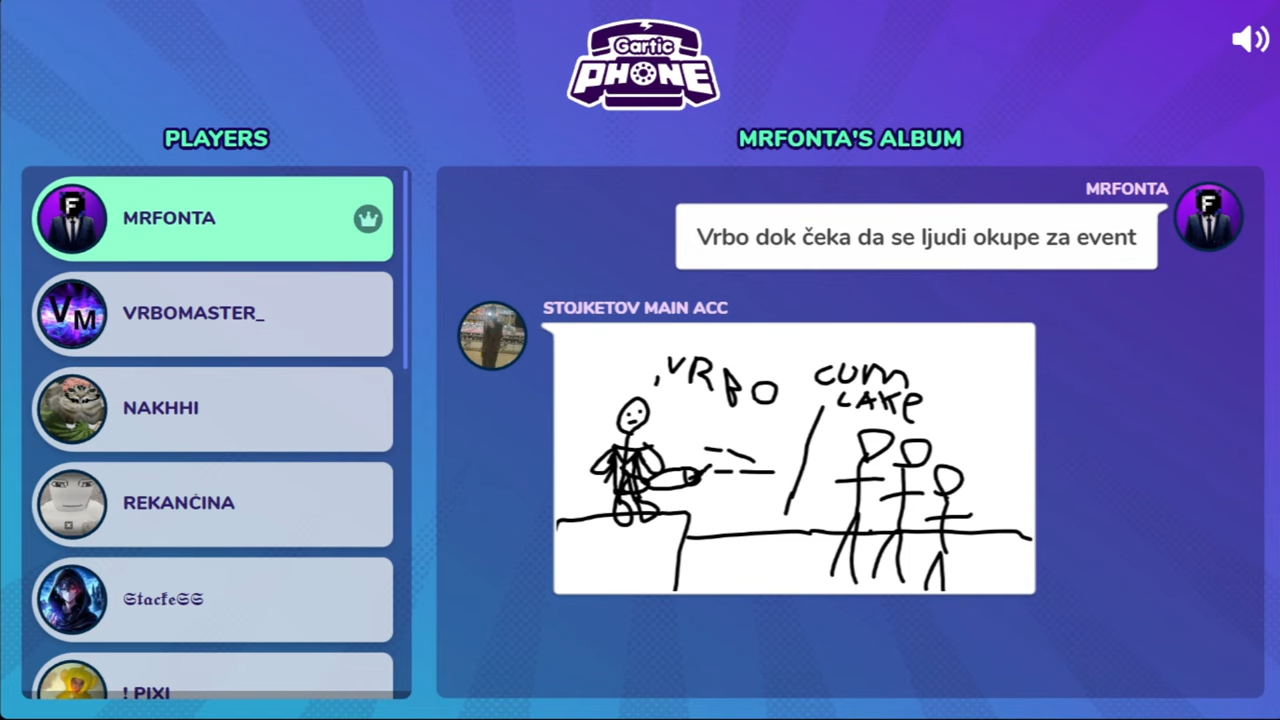 Gartic
PHONE
PLAYERS
MRFONTA'S ALBUM
MRFONTA
VRBOMASTER_
NAKHHI
REKANĆINA
StackeSS
! PIXI
MRFONTA
Vrbo dok čeka da se ljudi okupe za event
STOJKETOV MAIN ACC
VRBO
cum
LAKE
F
VM
F